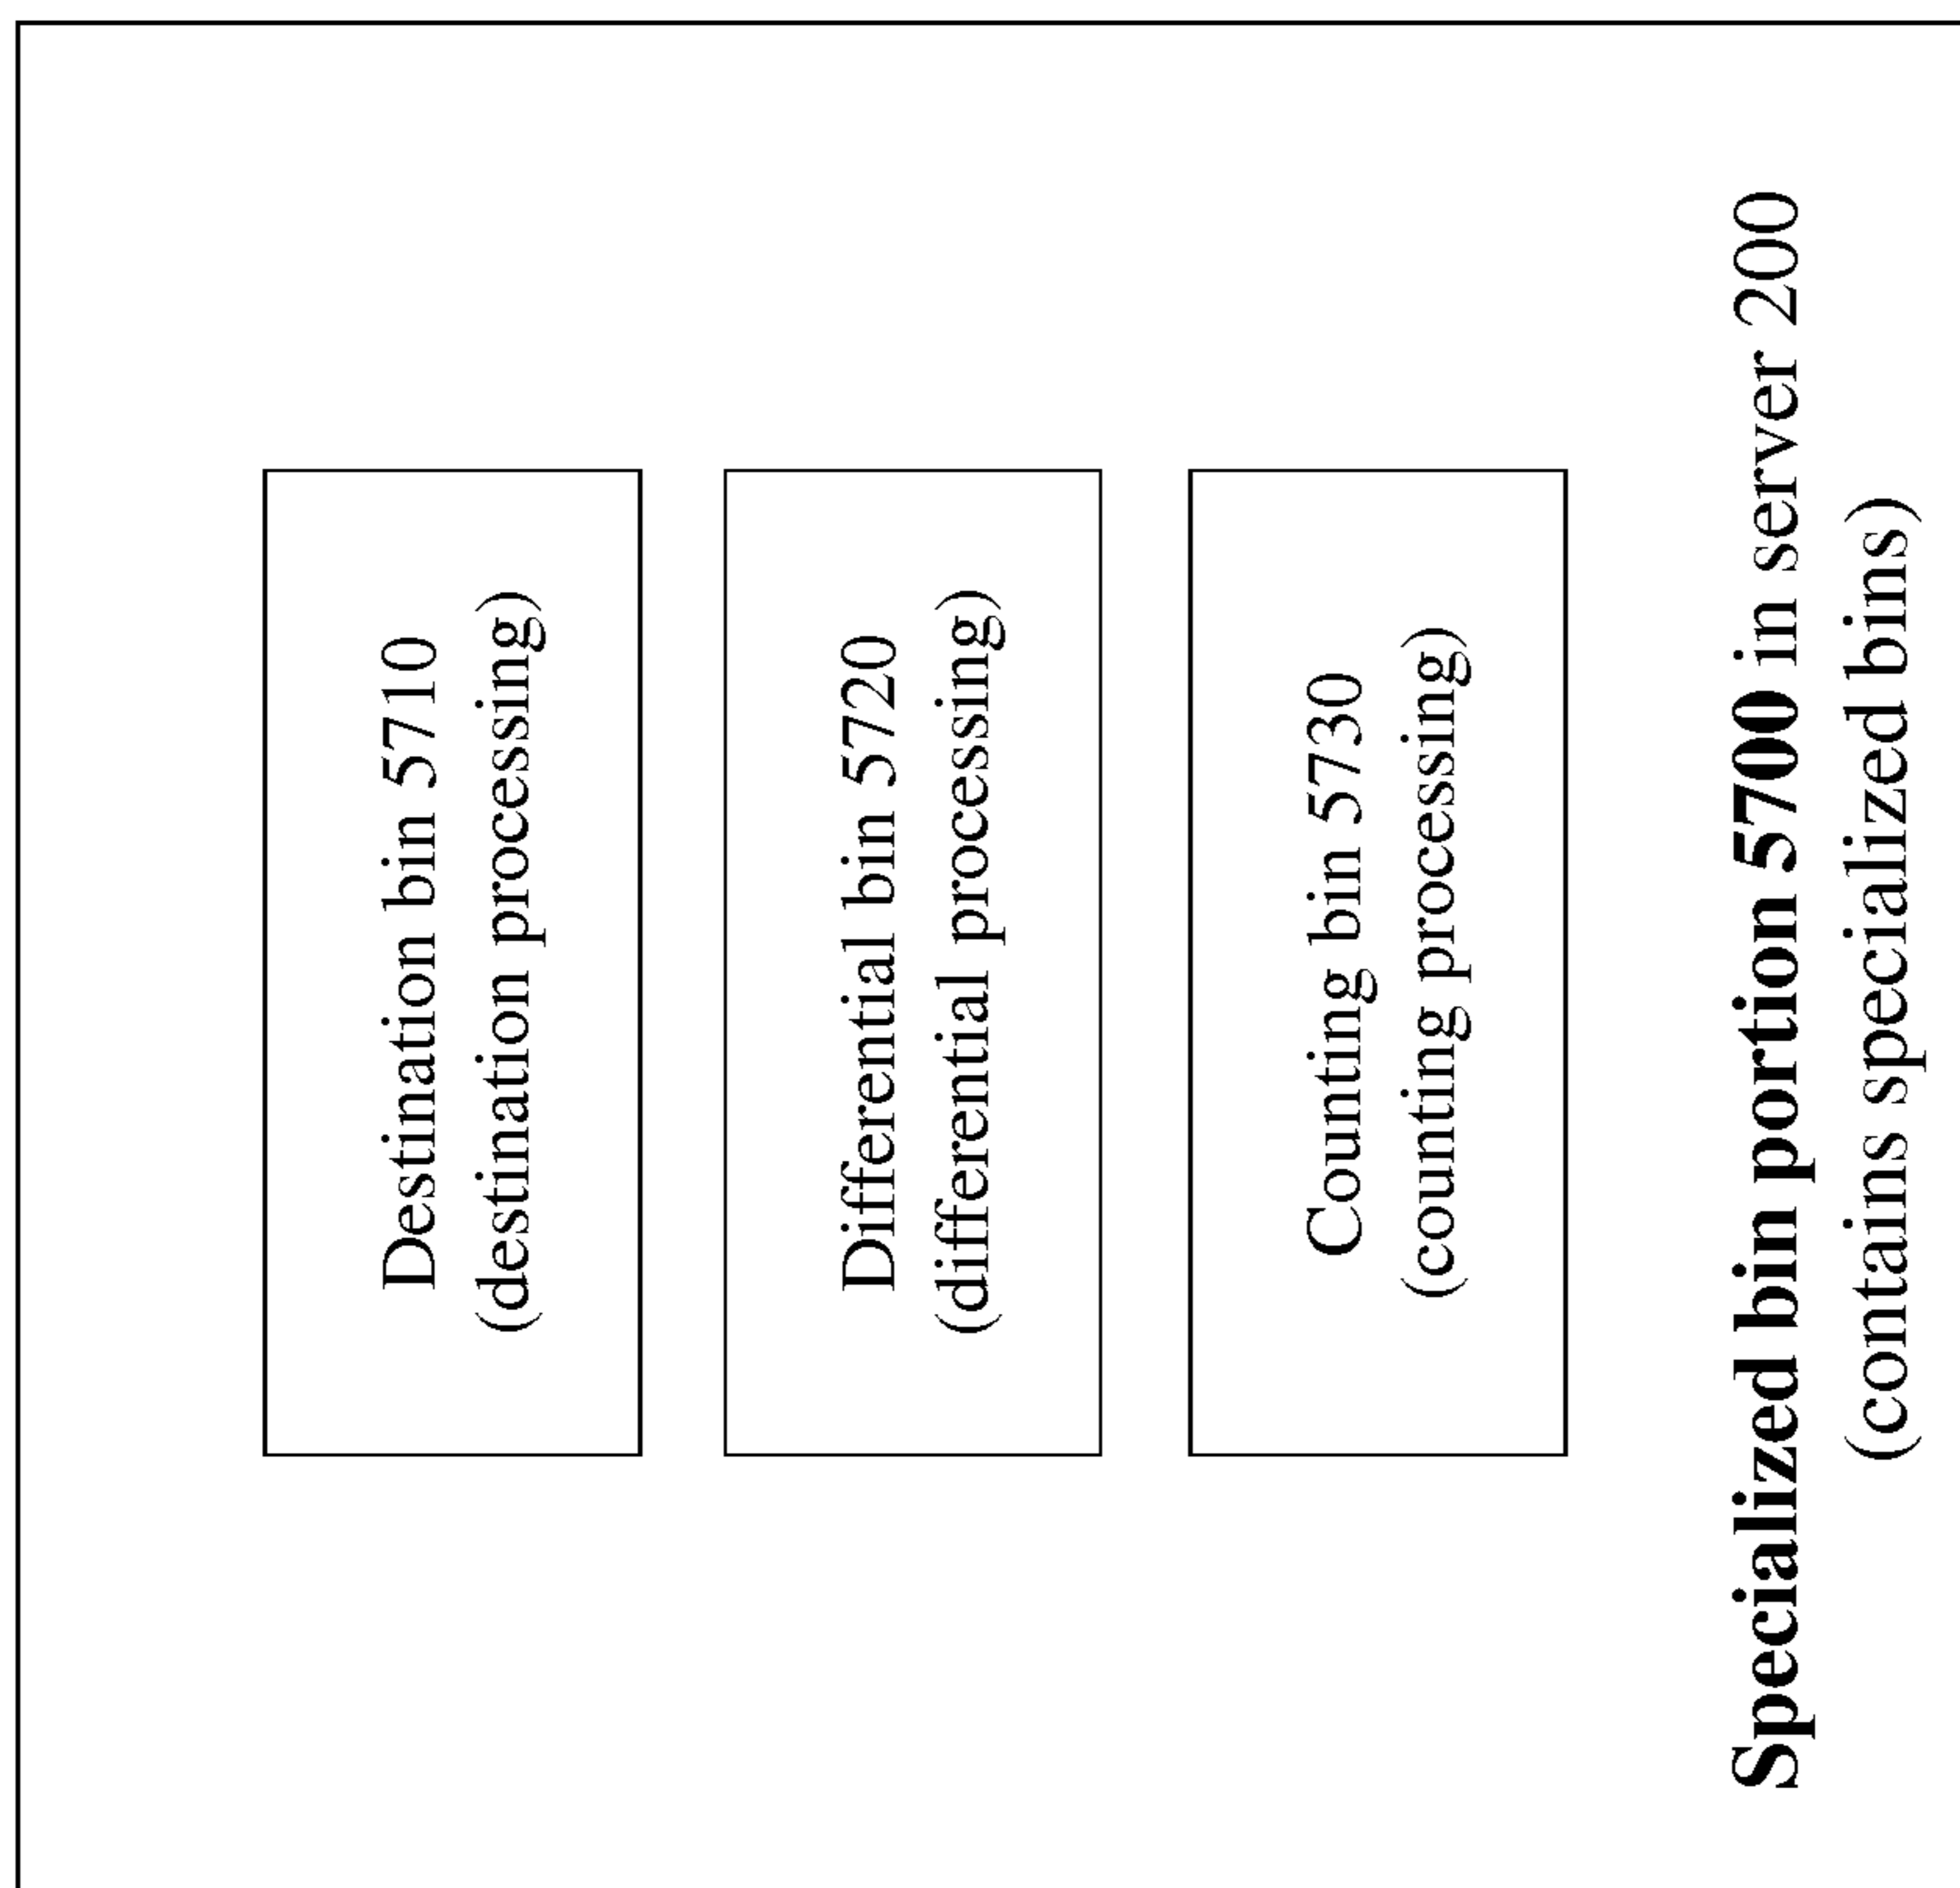 Destination bin 5710
(destination processing)
Differential bin 5720
(differential processing)
Counting bin 5730
(counting processing)
Specialized bin portion 5700 in server 200
(contains specialized bins)